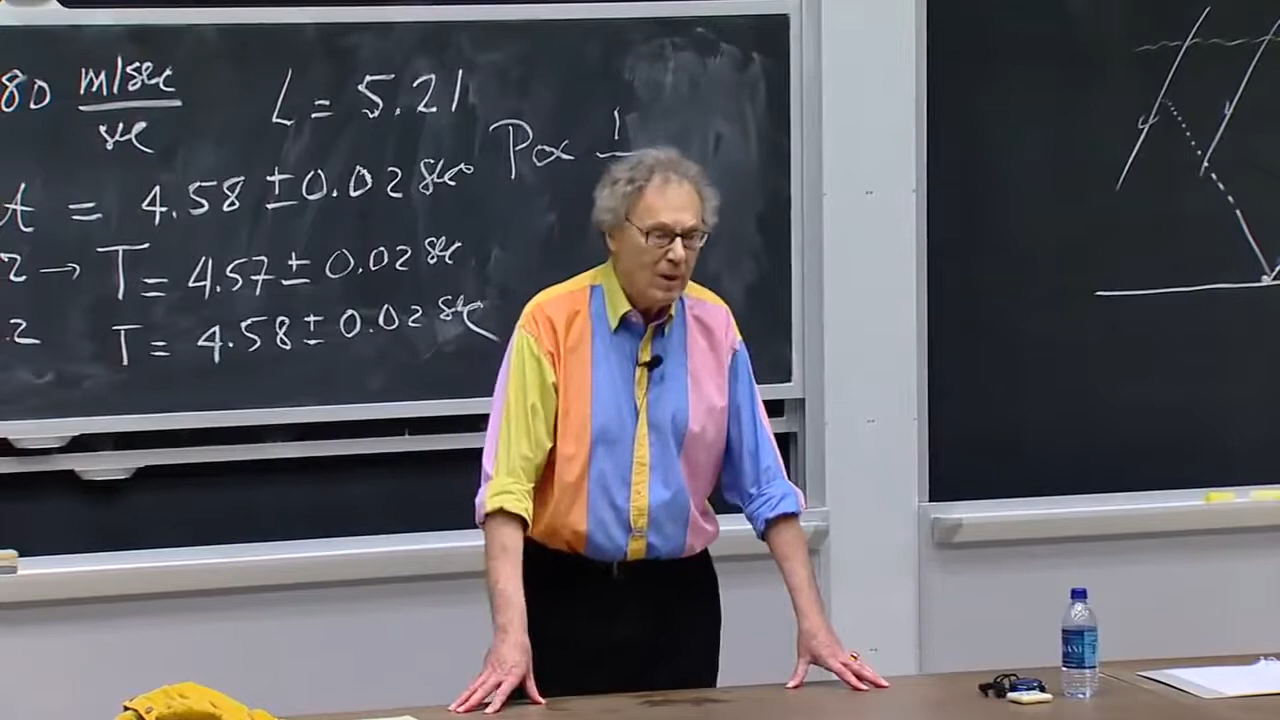 80 m/sec
sec
L = 5.21
P ∝ 1
t = 4.58 ± 0.02 sec
2 → T = 4.57 ± 0.02 sec
.2 T = 4.58 ± 0.02 sec